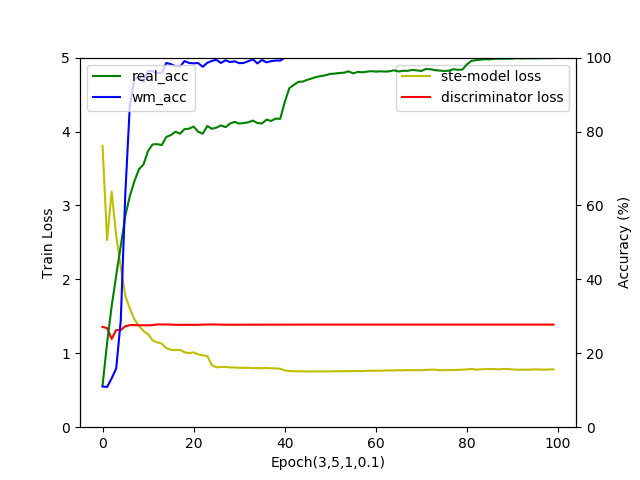 real_acc
wm_acc
ste-model loss
discriminator loss
Train Loss
Accuracy (%)
5
4
3
2
1
0
100
80
60
40
20
0
0
20
40
60
80
100
Epoch(3,5,1,0.1)